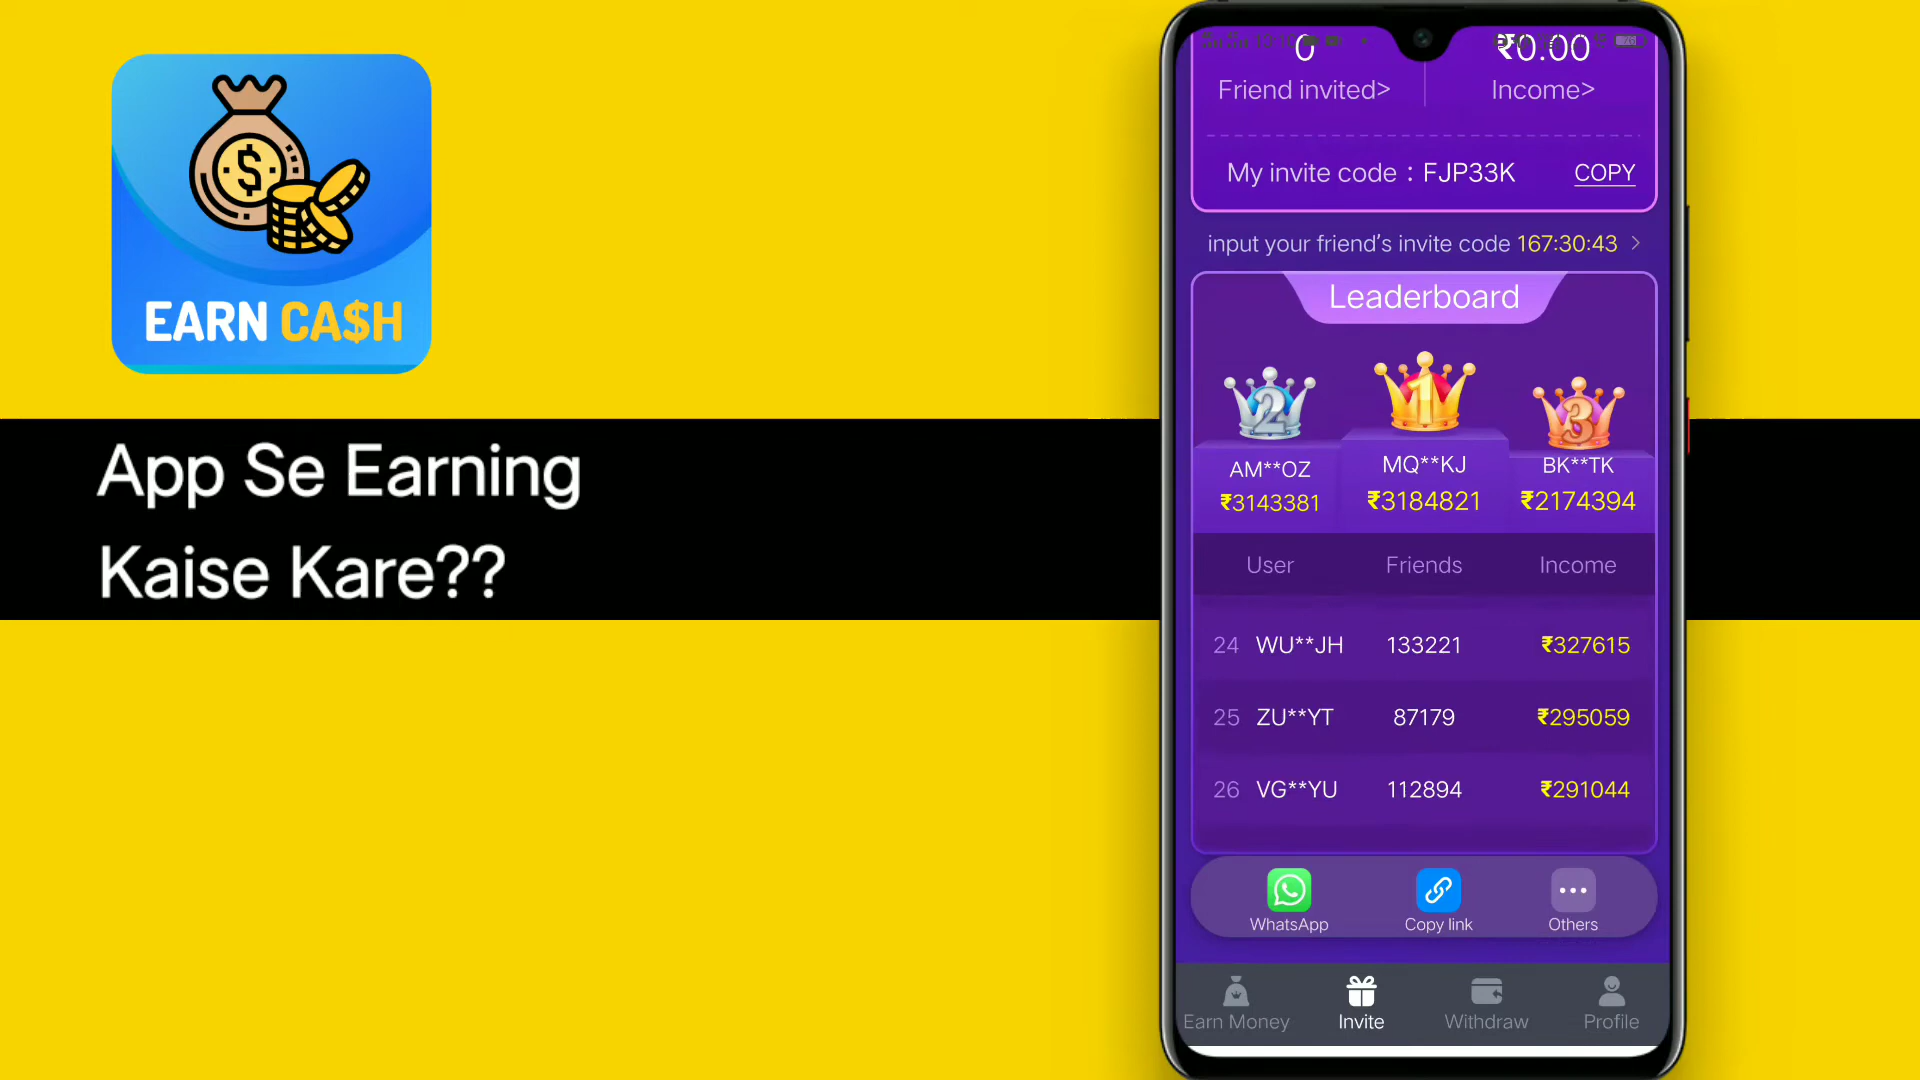 EARN CA$H
App Se Earning
Kaise Kare??
0
₹0.00
Friend invited>
Income>
My invite code : FJP33K
COPY
input your friend's invite code 167:30:43 >
Leaderboard
2
1
3
AM**OZ
MQ**KJ
BK**TK
₹3143381
₹3184821
₹2174394
User Friends Income
24 WU**JH 133221 ₹327615
25 ZU**YT 87179 ₹295059
26 VG**YU 112894 ₹291044
WhatsApp Copy link Others
Earn Money Invite Withdraw Profile